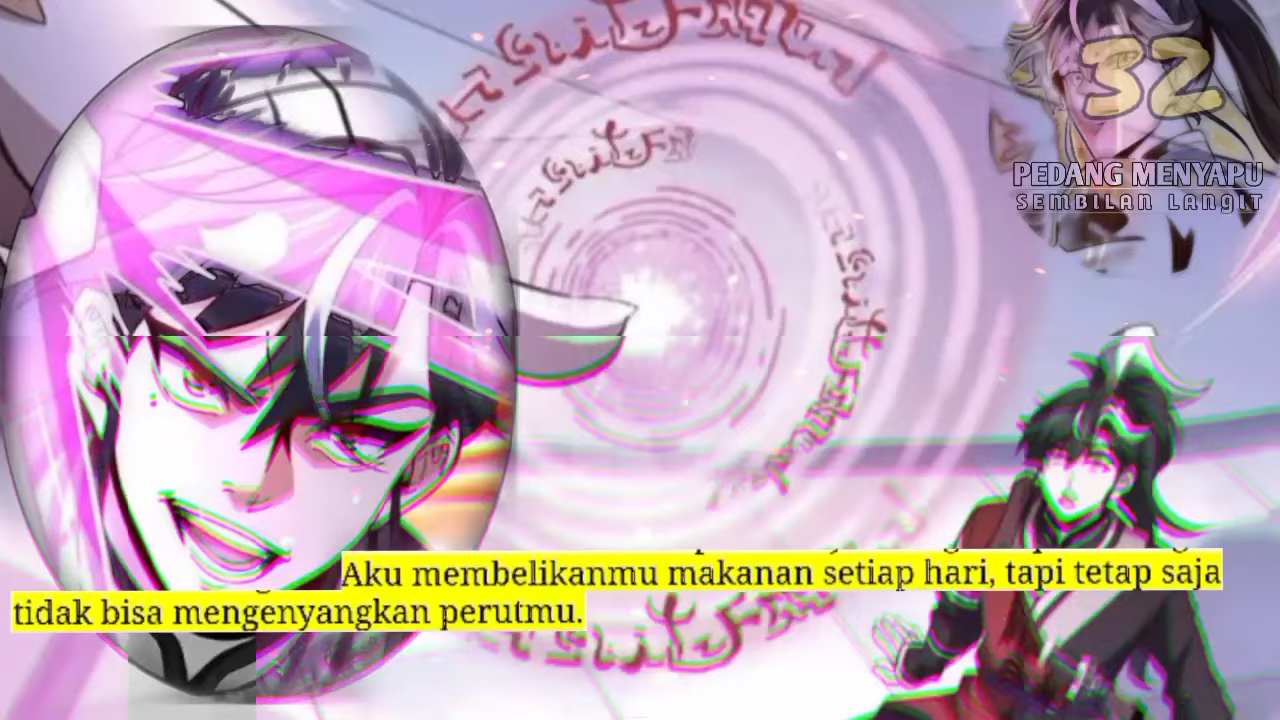 32
PEDANG MENYAPU
SEMBILAN LANGIT
Aku membelikanmu makanan setiap hari, tapi tetap saja
tidak bisa mengenyangkan perutmu.